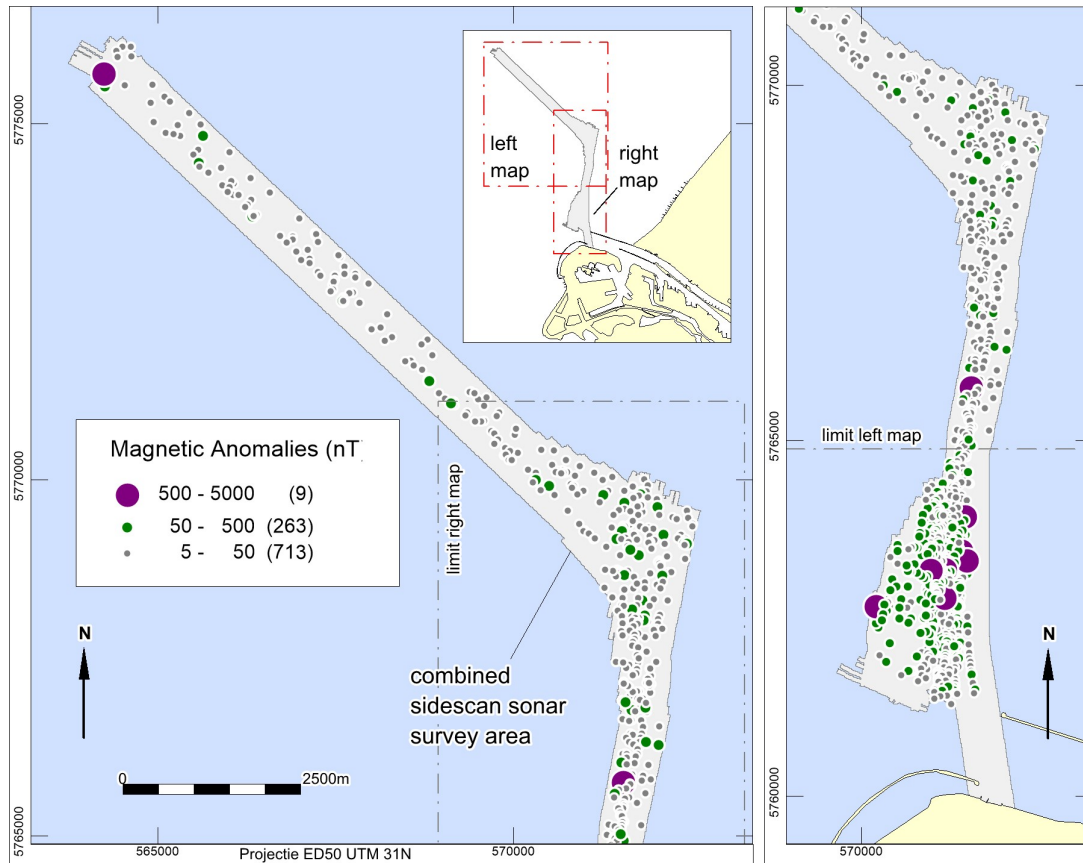 5775000
5770000
5765000
565000
570000
Projectie ED50 UTM 31N
left
map
right
map
Magnetic Anomalies (nT
500 - 5000 (9)
50 - 500 (263)
5 - 50 (713)
limit right map
N
combined
sidescan sonar
survey area
0
2500m
5770000
5765000
5760000
570000
limit left map
N